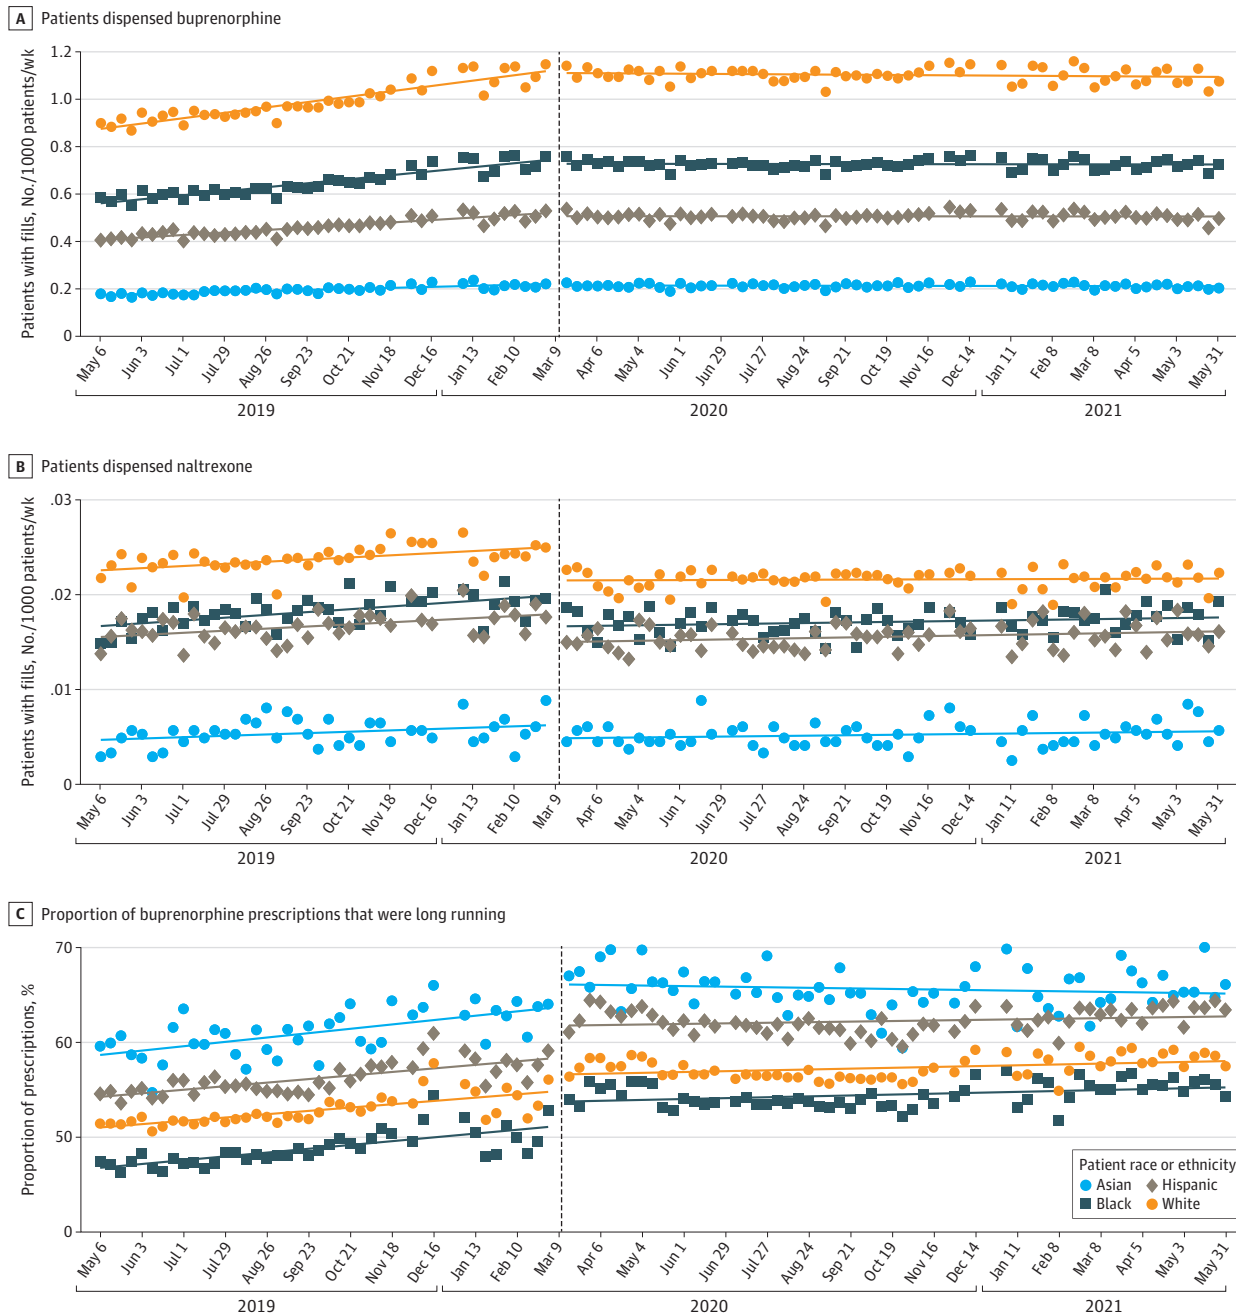 A Patients dispensed buprenorphine
Patients with fills, No./1000 patients/wk
1.2
1.0
0.8
0.6
0.4
0.2
0
May 6 Jun 3 Jul 1 Jul 29 Aug 26 Sep 23 Oct 21 Nov 18 Dec 16 Jan 13 Feb 10 Mar 9 Apr 6 May 4 Jun 1 Jun 29 Jul 27 Aug 24 Sep 21 Oct 19 Nov 16 Dec 14 Jan 11 Feb 8 Mar 8 Apr 5 May 3 May 31
2019 2020 2021
B Patients dispensed naltrexone
Patients with fills, No./1000 patients/wk
.03
.02
.01
0
May 6 Jun 3 Jul 1 Jul 29 Aug 26 Sep 23 Oct 21 Nov 18 Dec 16 Jan 13 Feb 10 Mar 9 Apr 6 May 4 Jun 1 Jun 29 Jul 27 Aug 24 Sep 21 Oct 19 Nov 16 Dec 14 Jan 11 Feb 8 Mar 8 Apr 5 May 3 May 31
2019 2020 2021
C Proportion of buprenorphine prescriptions that were long running
Proportion of prescriptions, %
70
60
50
0
Patient race or ethnicity
Asian Hispanic
Black White
May 6 Jun 3 Jul 1 Jul 29 Aug 26 Sep 23 Oct 21 Nov 18 Dec 16 Jan 13 Feb 10 Mar 9 Apr 6 May 4 Jun 1 Jun 29 Jul 27 Aug 24 Sep 21 Oct 19 Nov 16 Dec 14 Jan 11 Feb 8 Mar 8 Apr 5 May 3 May 31
2019 2020 2021